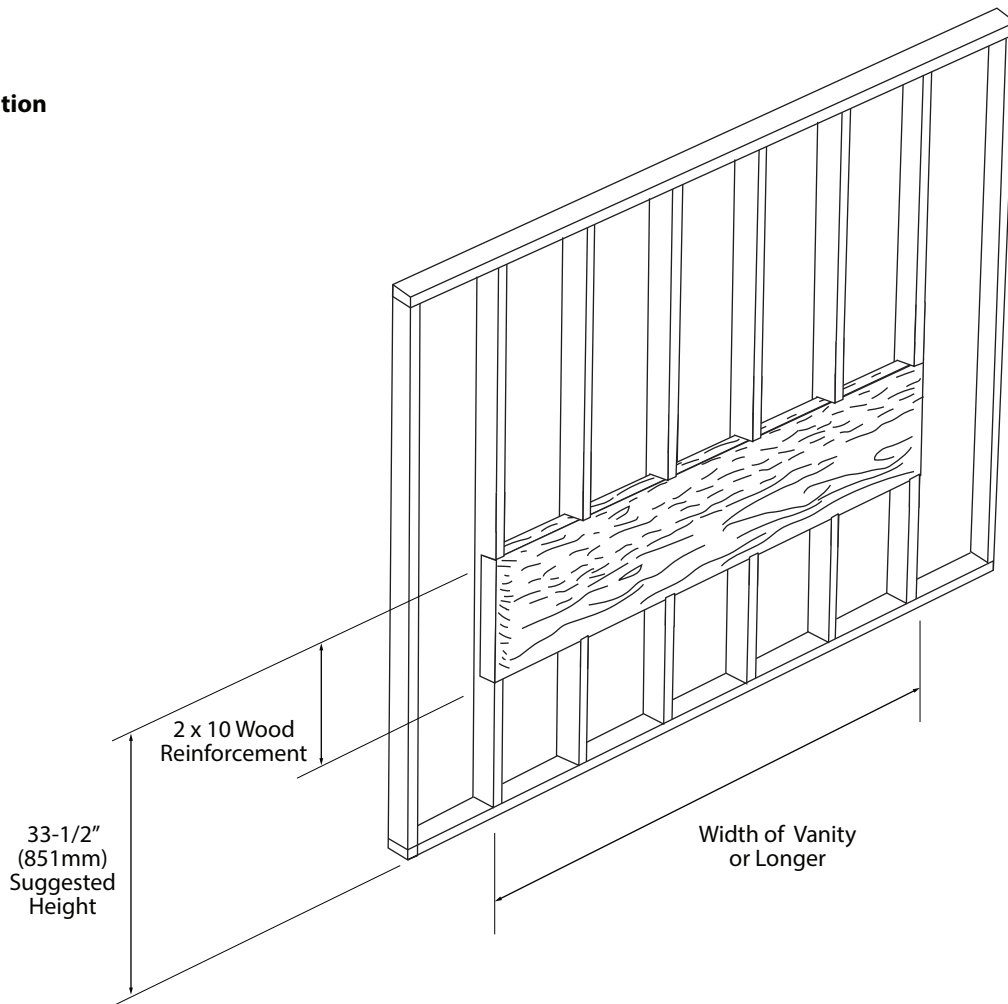 tion
2 x 10 Wood
Reinforcement
33-1/2"
(851mm)
Suggested
Height
Width of Vanity
or Longer